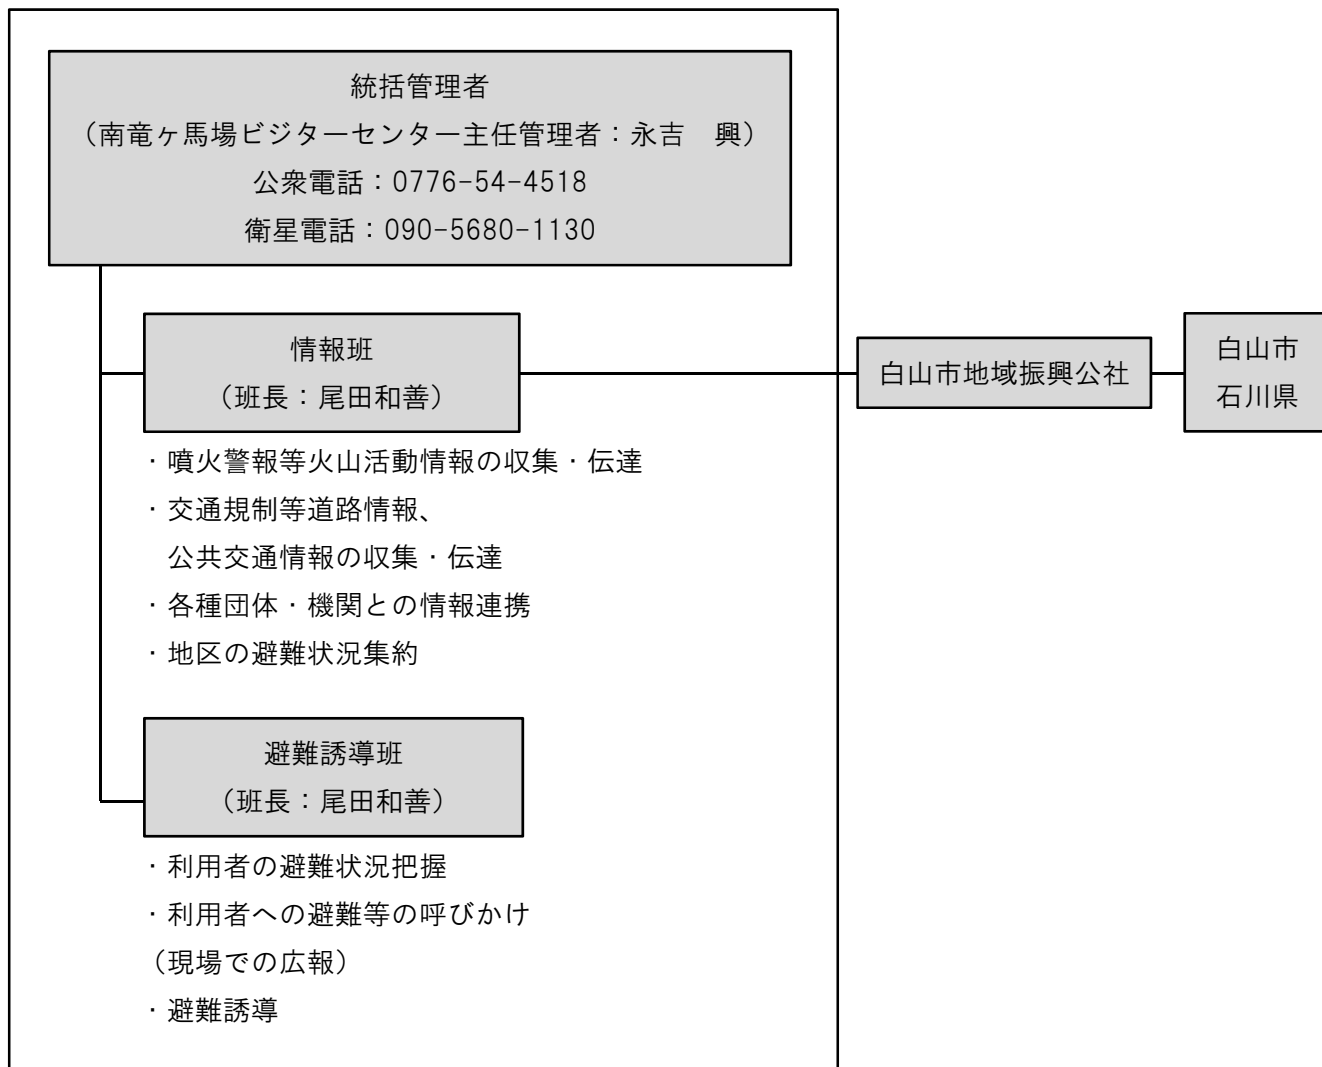 統括管理者
（南竜ヶ馬場ビジターセンター主任管理者：永吉　興）
公衆電話：0776-54-4518
衛星電話：090-5680-1130
情報班
（班長：尾田和善）
・噴火警報等火山活動情報の収集・伝達
・交通規制等道路情報、
公共交通情報の収集・伝達
・各種団体・機関との情報連携
・地区の避難状況集約
白山市地域振興公社
白山市
石川県
避難誘導班
（班長：尾田和善）
・利用者の避難状況把握
・利用者への避難等の呼びかけ
（現場での広報）
・避難誘導